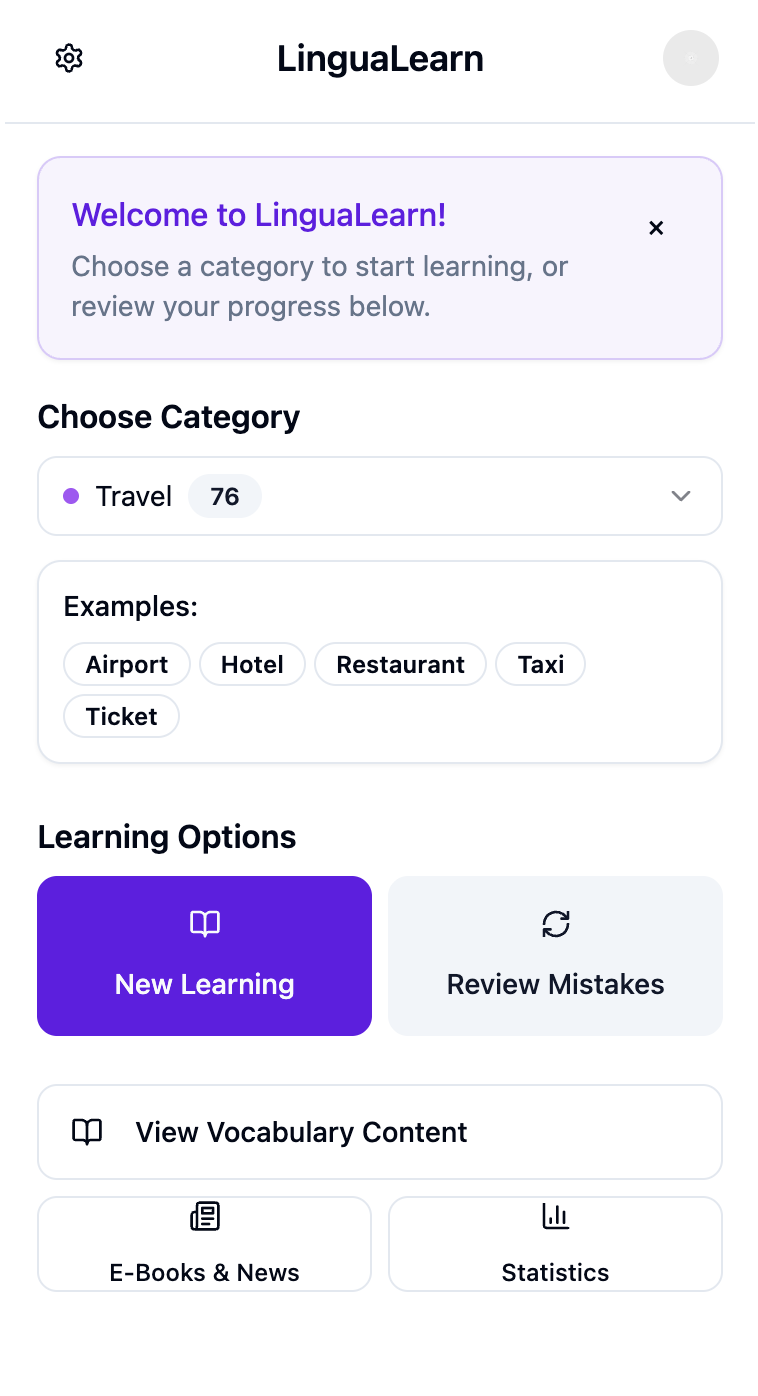 LinguaLearn
Welcome to LinguaLearn!
Choose a category to start learning, or
review your progress below.
Choose Category
Travel 76
Examples:
Airport Hotel Restaurant Taxi
Ticket
Learning Options
New Learning Review Mistakes
View Vocabulary Content
E-Books & News Statistics